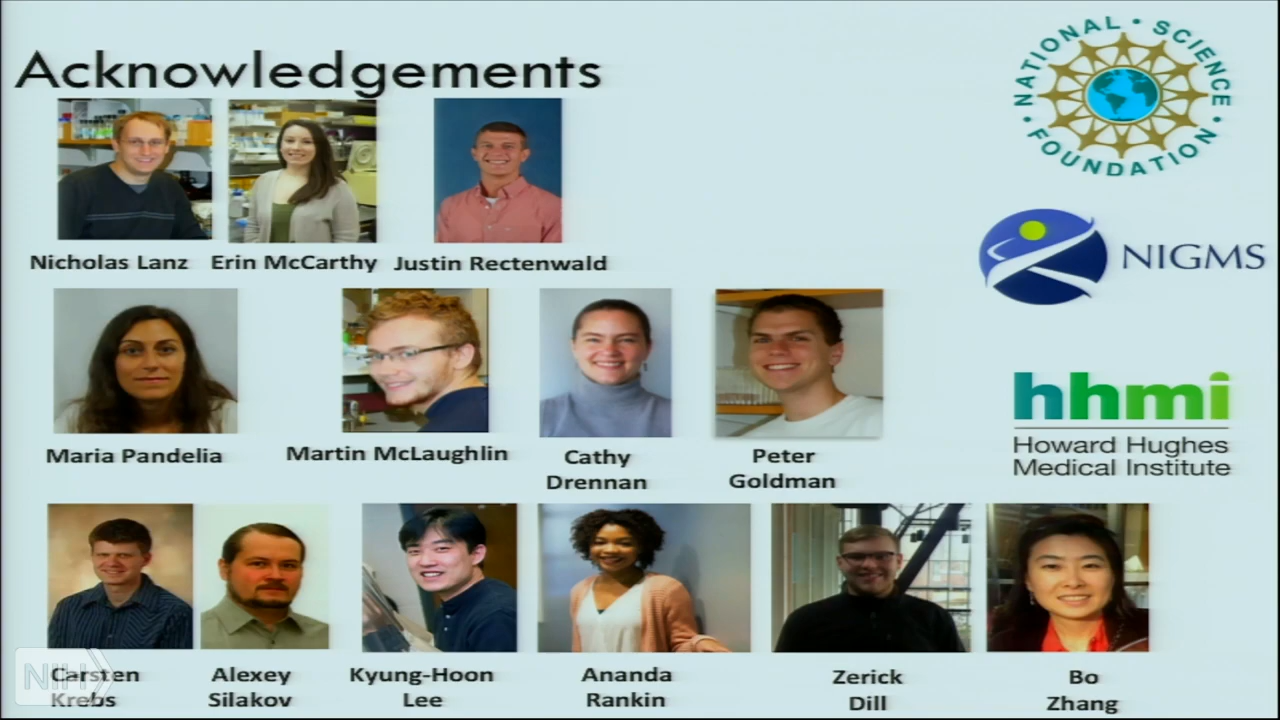 Acknowledgements
NATIONAL · SCIENCE · FOUNDATION ·
Nicholas Lanz Erin McCarthy Justin Rectenwald
NIGMS
hhmi
Howard Hughes
Medical Institute
Maria Pandelia Martin McLaughlin Cathy Drennan Peter Goldman
Carsten Krebs Alexey Silakov Kyung-Hoon Lee Ananda Rankin Zerick Dill Bo Zhang
NIH